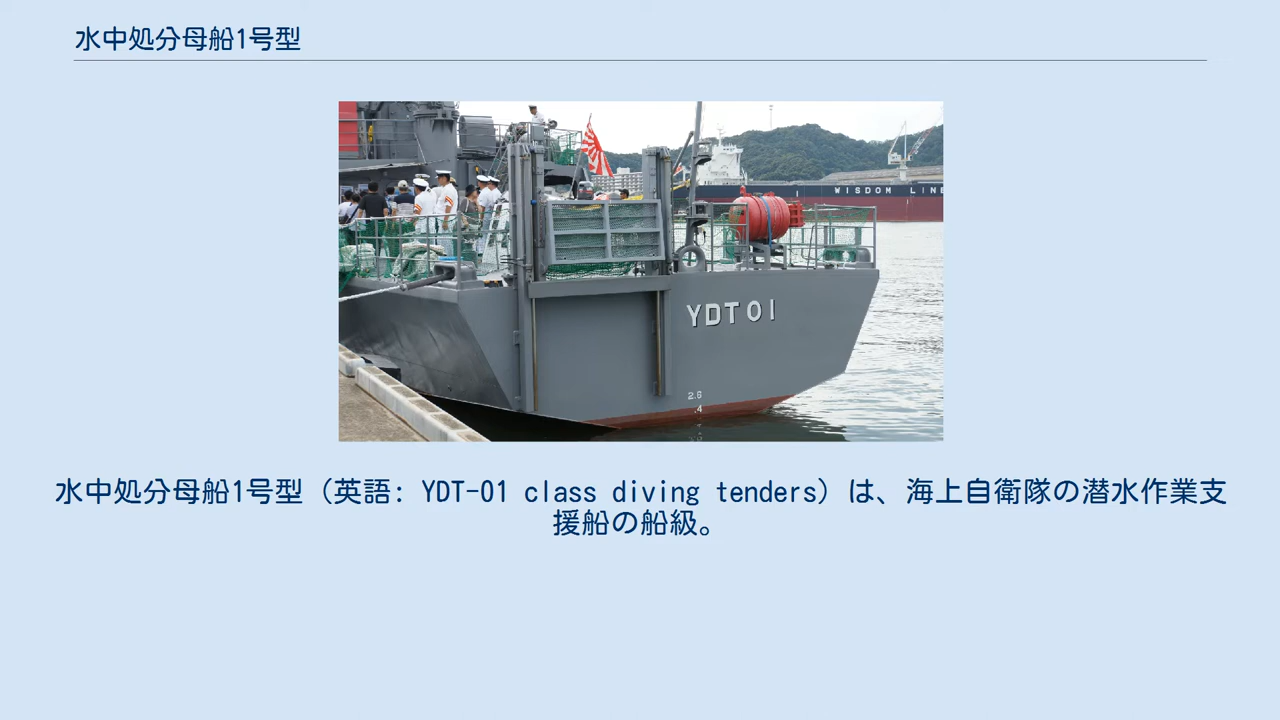 水中処分母船1号型
WISDOM LINE
YDT01
2.6
.4
水中処分母船1号型（英語: YDT-01 class diving tenders）は、海上自衛隊の潜水作業支
援船の船級。